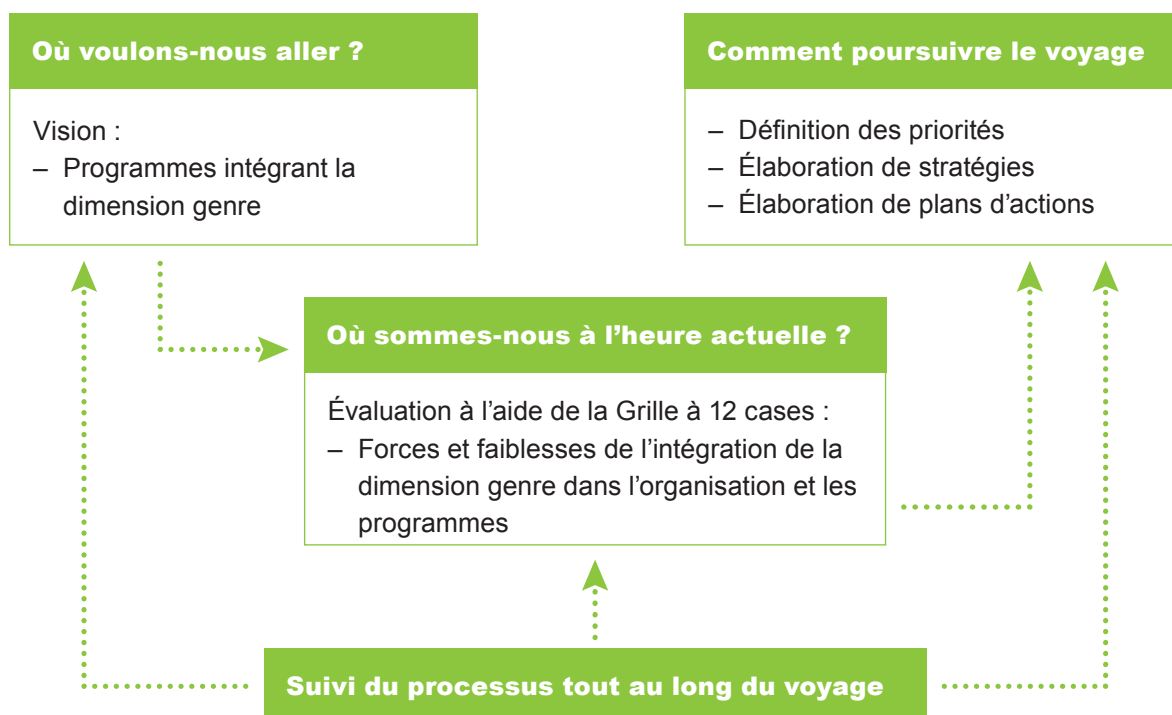 Où voulons-nous aller ?
Vision :
– Programmes intégrant la
dimension genre
Comment poursuivre le voyage
– Définition des priorités
– Élaboration de stratégies
– Élaboration de plans d’actions
Où sommes-nous à l’heure actuelle ?
Évaluation à l’aide de la Grille à 12 cases :
– Forces et faiblesses de l’intégration de la
dimension genre dans l’organisation et les
programmes
Suivi du processus tout au long du voyage